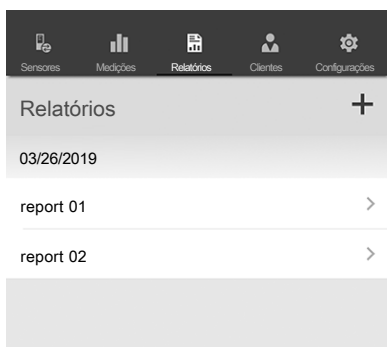 Sensores Medições Relatórios Clientes Configurações
Relatórios
03/26/2019
report 01
report 02